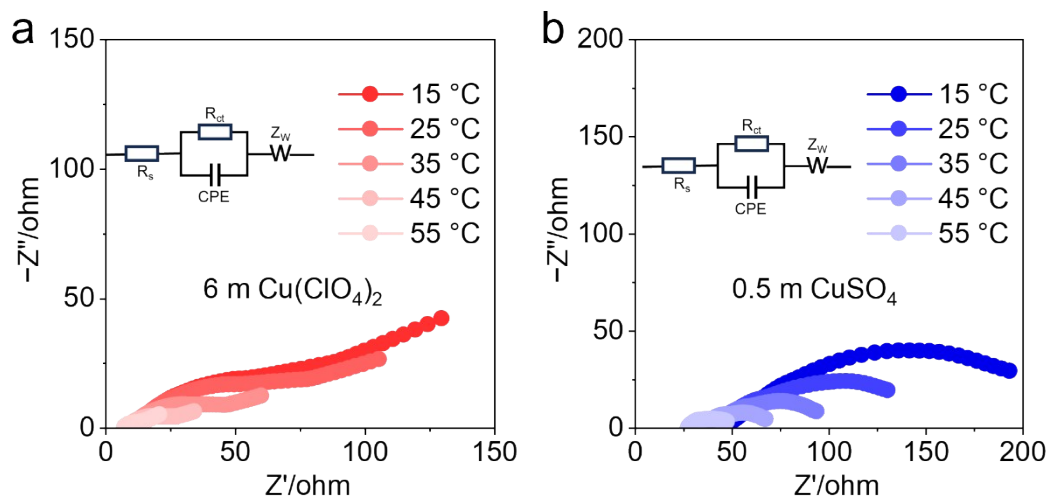 a
150
100
50
0
−Z"/ohm
R_ct
R_s
CPE
Z_W
15 °C
25 °C
35 °C
45 °C
55 °C
6 m Cu(ClO₄)₂
0 50 100 150
Z'/ohm
b
200
150
100
50
0
−Z"/ohm
R_ct
R_s
CPE
Z_W
15 °C
25 °C
35 °C
45 °C
55 °C
0.5 m CuSO₄
0 50 100 150 200
Z'/ohm